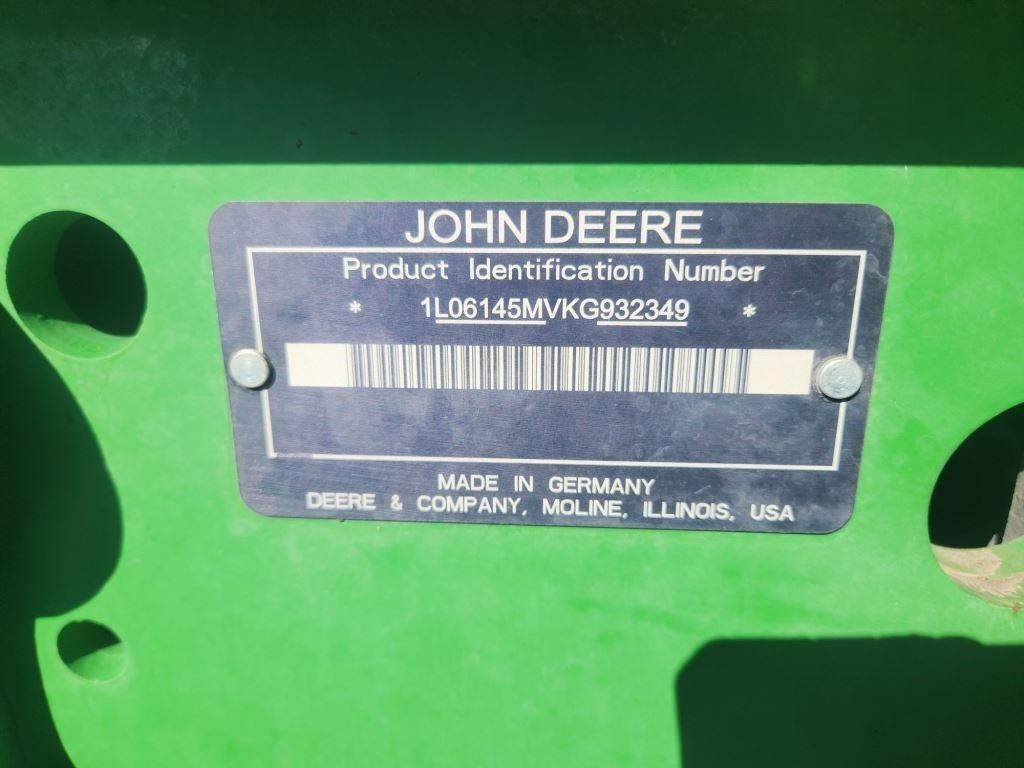 JOHN DEERE
Product Identification Number
* 1L06145MVKG932349 *
MADE IN GERMANY
DEERE & COMPANY, MOLINE, ILLINOIS, USA